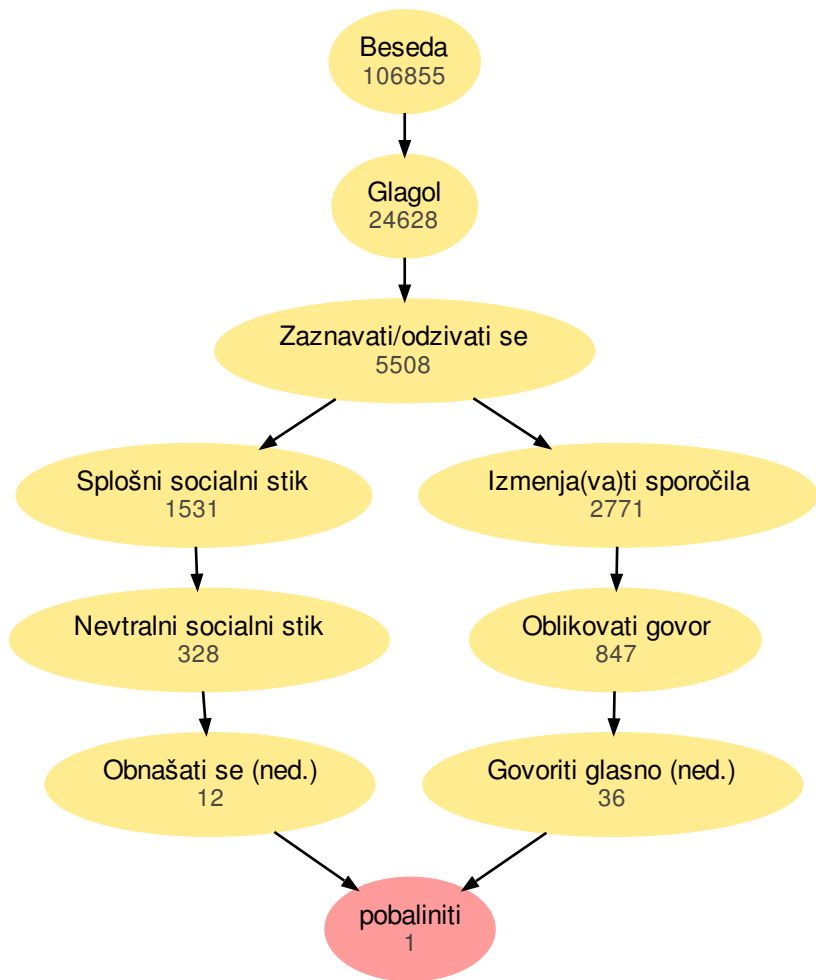 Beseda
106855
Glagol
24628
Zaznavati/odzivati se
5508
Splošni socialni stik
1531
Izmenja(va)ti sporočila
2771
Nevtralni socialni stik
328
Oblikovati govor
847
Obnašati se (ned.)
12
Govoriti glasno (ned.)
36
pobaliniti
1